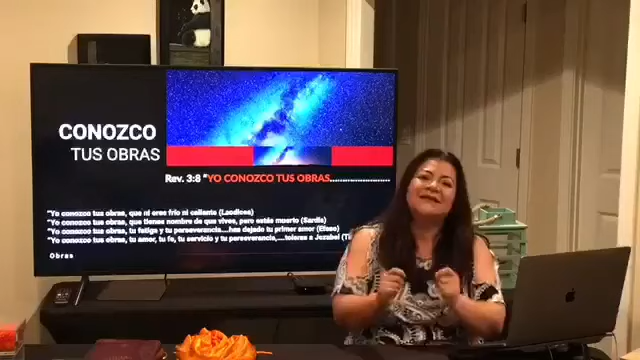 CONOZCO
TUS OBRAS
Rev. 3:8 "YO CONOZCO TUS OBRAS.......................
"Yo conozco tus obras, que ni eres frío ni caliente (Laodicea)
"Yo conozco tus obras, que tienes nombre de que vives, pero estás muerto (Sardis)
"Yo conozco tus obras, tu fatiga y tu perseverancia....has dejado tu primer amor (Efeso)
"Yo conozco tus obras, tu amor, tu fe, tu servicio y tu perseverancia,....toleras a Jezabel (Ti
Obras